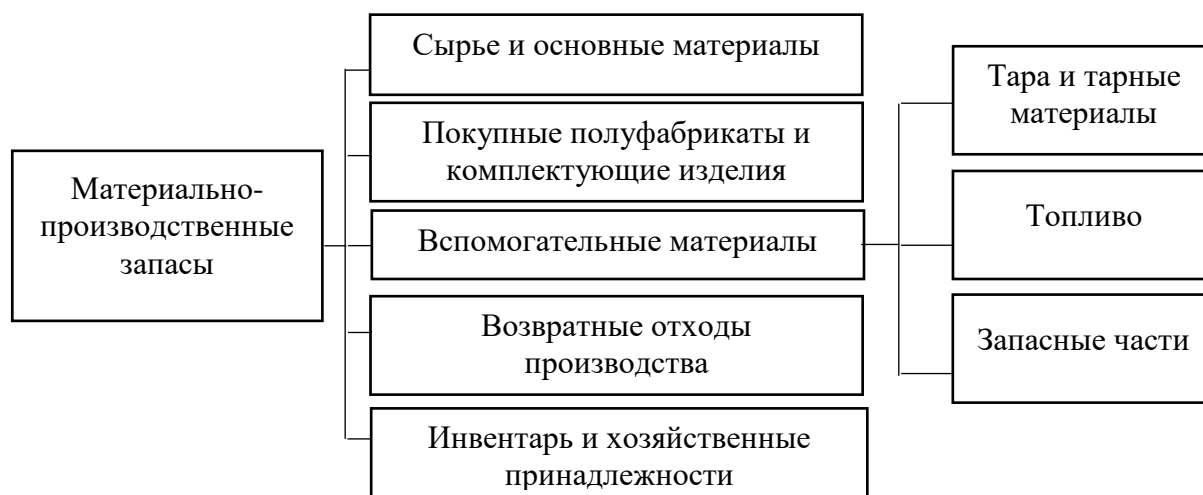 Материально-
производственные
запасы
Сырье и основные материалы
Покупные полуфабрикаты и
комплектующие изделия
Вспомогательные материалы
Возвратные отходы
производства
Инвентарь и хозяйственные
принадлежности
Тара и тарные
материалы
Топливо
Запасные части